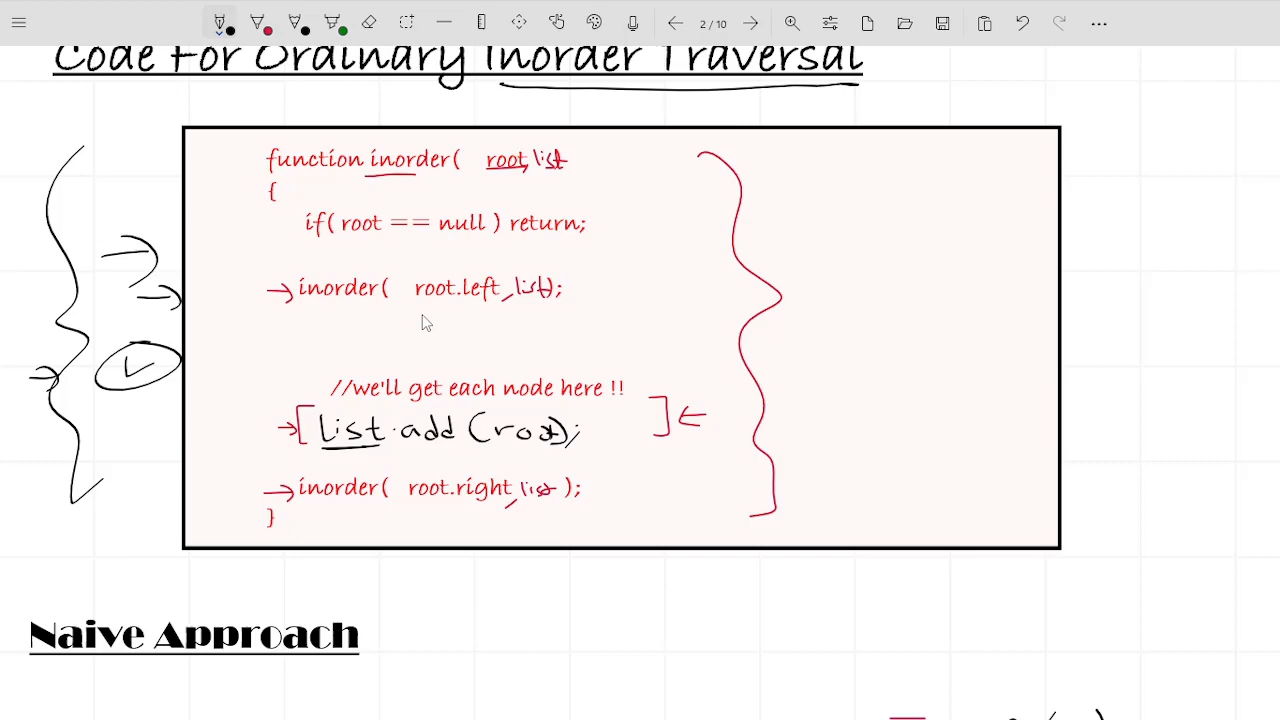 2 / 10
Code For Ordinary Inorder Traversal
function inorder( root, list
{
if( root == null ) return;
inorder( root.left, list);
//we'll get each node here !!
list.add (root);
inorder( root.right, list );
}
Naive Approach